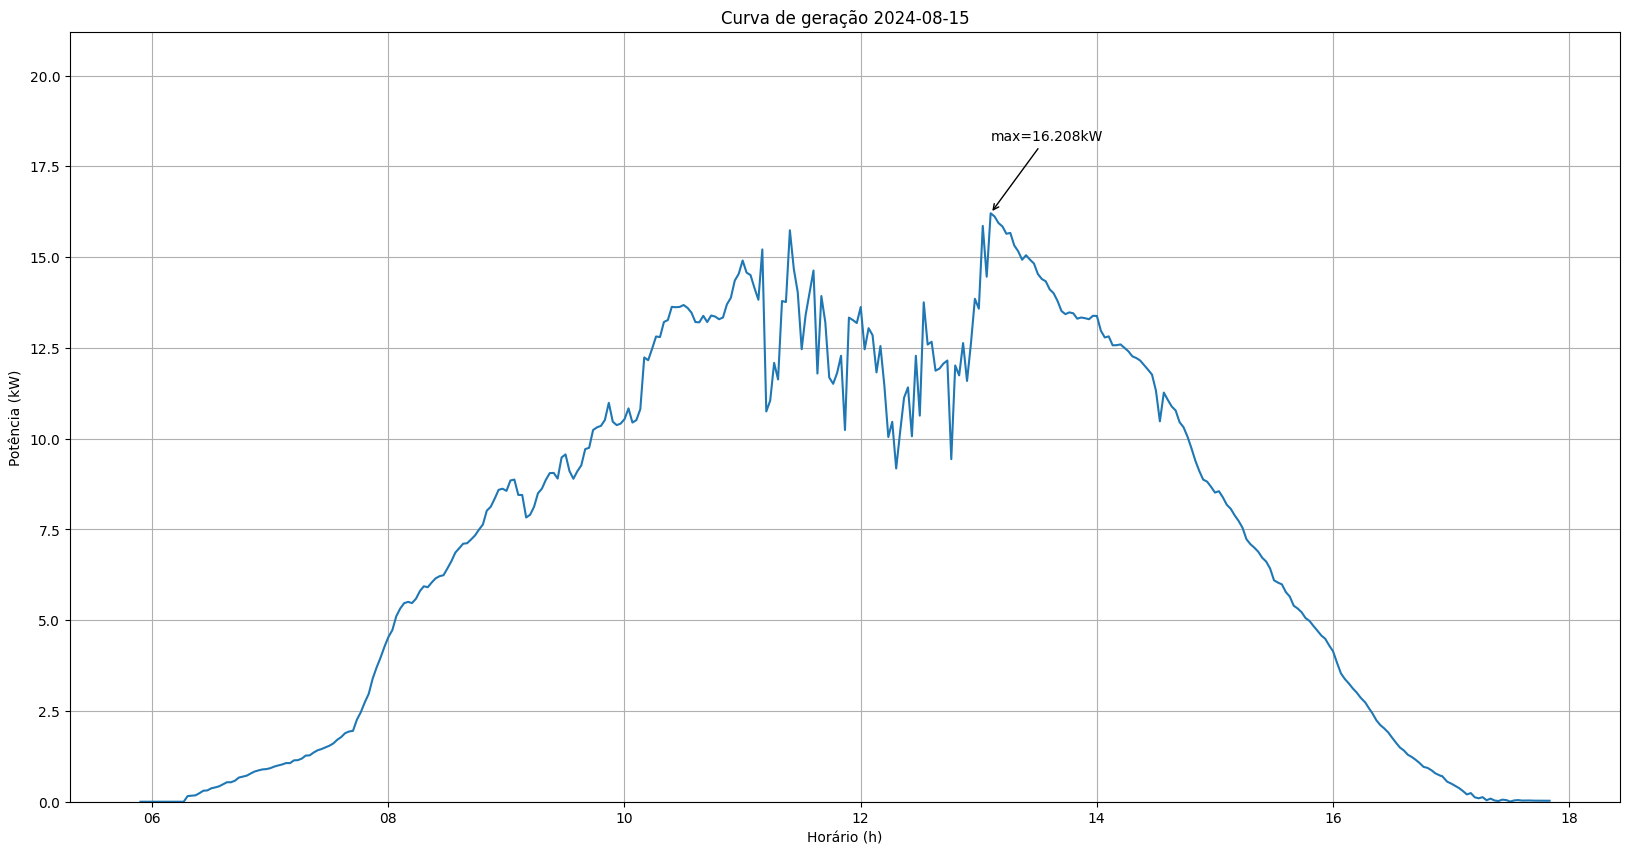 Curva de geração 2024-08-15
20.0
17.5
15.0
12.5
10.0
7.5
5.0
2.5
0.0
Potência (kW)
max=16.208kW
06 08 10 12 14 16 18
Horário (h)